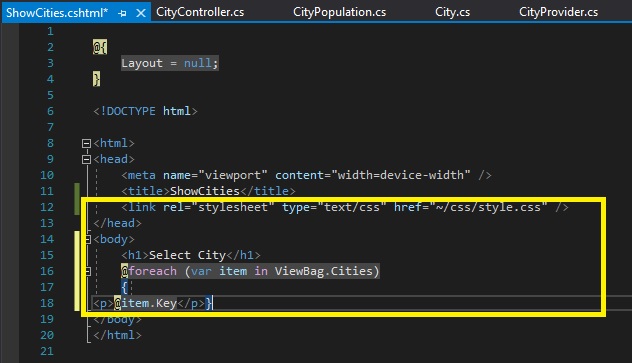 ShowCities.cshtml* CityController.cs CityPopulation.cs City.cs CityProvider.cs
1
2 @{
3 Layout = null;
4 }
5
6 <!DOCTYPE html>
7
8 <html>
9 <head>
10 <meta name="viewport" content="width=device-width" />
11 <title>ShowCities</title>
12 <link rel="stylesheet" type="text/css" href="~/css/style.css" />
13 </head>
14 <body>
15 <h1>Select City</h1>
16 @foreach (var item in ViewBag.Cities)
17 {
18 <p>@item.Key</p>}
19 </body>
20 </html>
21